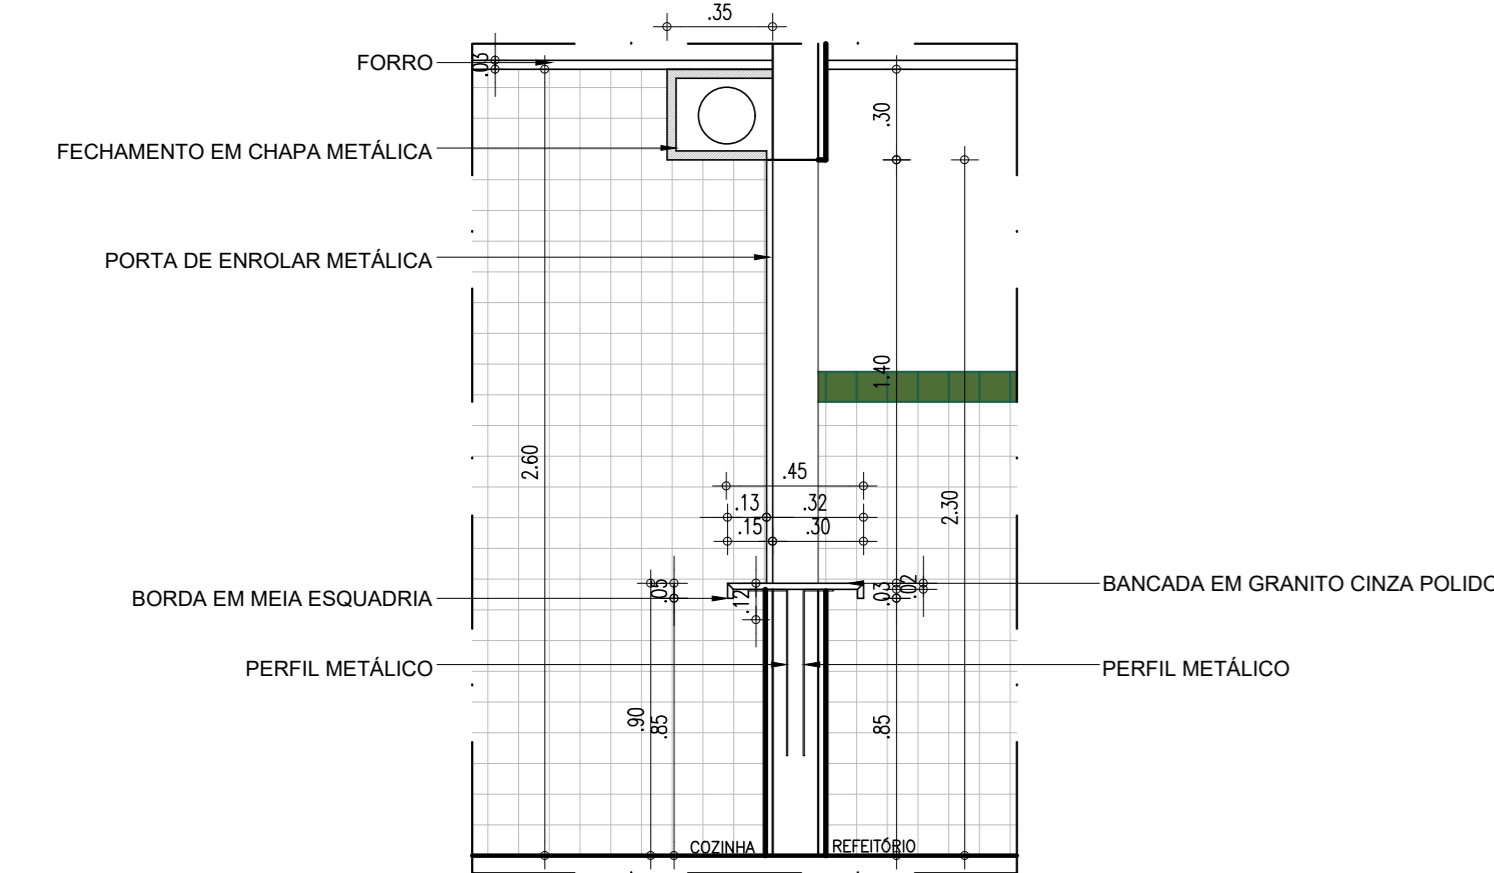 .35
FORRO
.03
.30
FECHAMENTO EM CHAPA METÁLICA
PORTA DE ENROLAR METÁLICA
1.40
2.60
.45
.13
.32
2.30
.15
.30
.05
.12
.03
.02
BANCADA EM GRANITO CINZA POLIDO
BORDA EM MEIA ESQUADRIA
PERFIL METÁLICO
PERFIL METÁLICO
.90
.85
.85
COZINHA
REFEITÓRIO